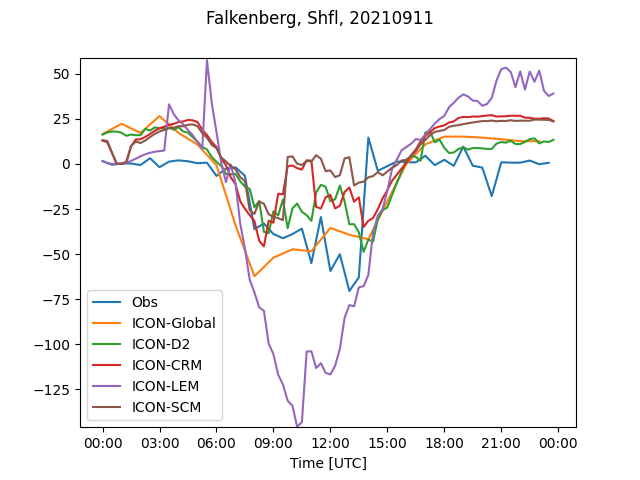 Falkenberg, Shfl, 20210911
50
25
0
−25
−50
−75
−100
−125
Obs
ICON-Global
ICON-D2
ICON-CRM
ICON-LEM
ICON-SCM
00:00 03:00 06:00 09:00 12:00 15:00 18:00 21:00 00:00
Time [UTC]